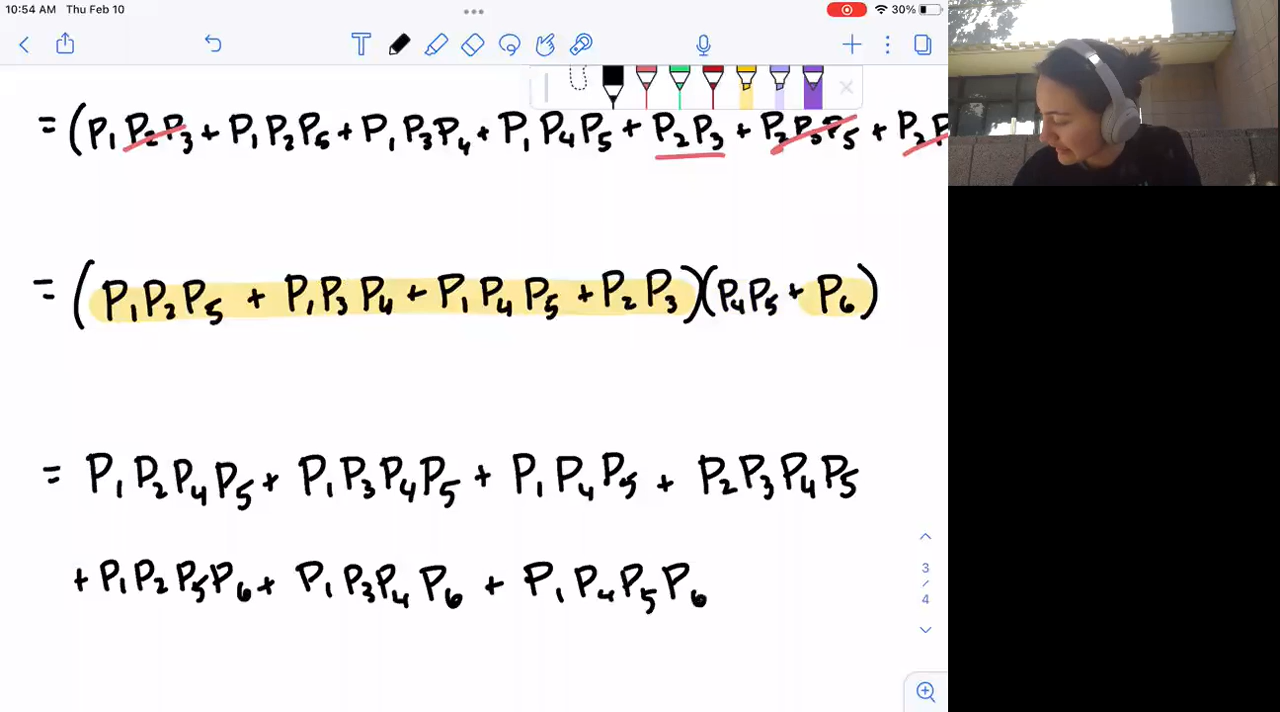 10:54 AM Thu Feb 10
30%
T
= (P₁P₂P₃ + P₁P₂P₅ + P₁P₃P₄ + P₁P₄P₅ + P₂P₃ + P₂P₃P₅ + P₂P
= (P₁P₂P₅ + P₁P₃P₄ + P₁P₄P₅ + P₂P₃)(P₄P₅ + P₆)
= P₁P₂P₄P₅ + P₁P₃P₄P₅ + P₁P₄P₅ + P₂P₃P₄P₅
+ P₁P₂P₅P₆ + P₁P₃P₄P₆ + P₁P₄P₅P₆
3
/
4